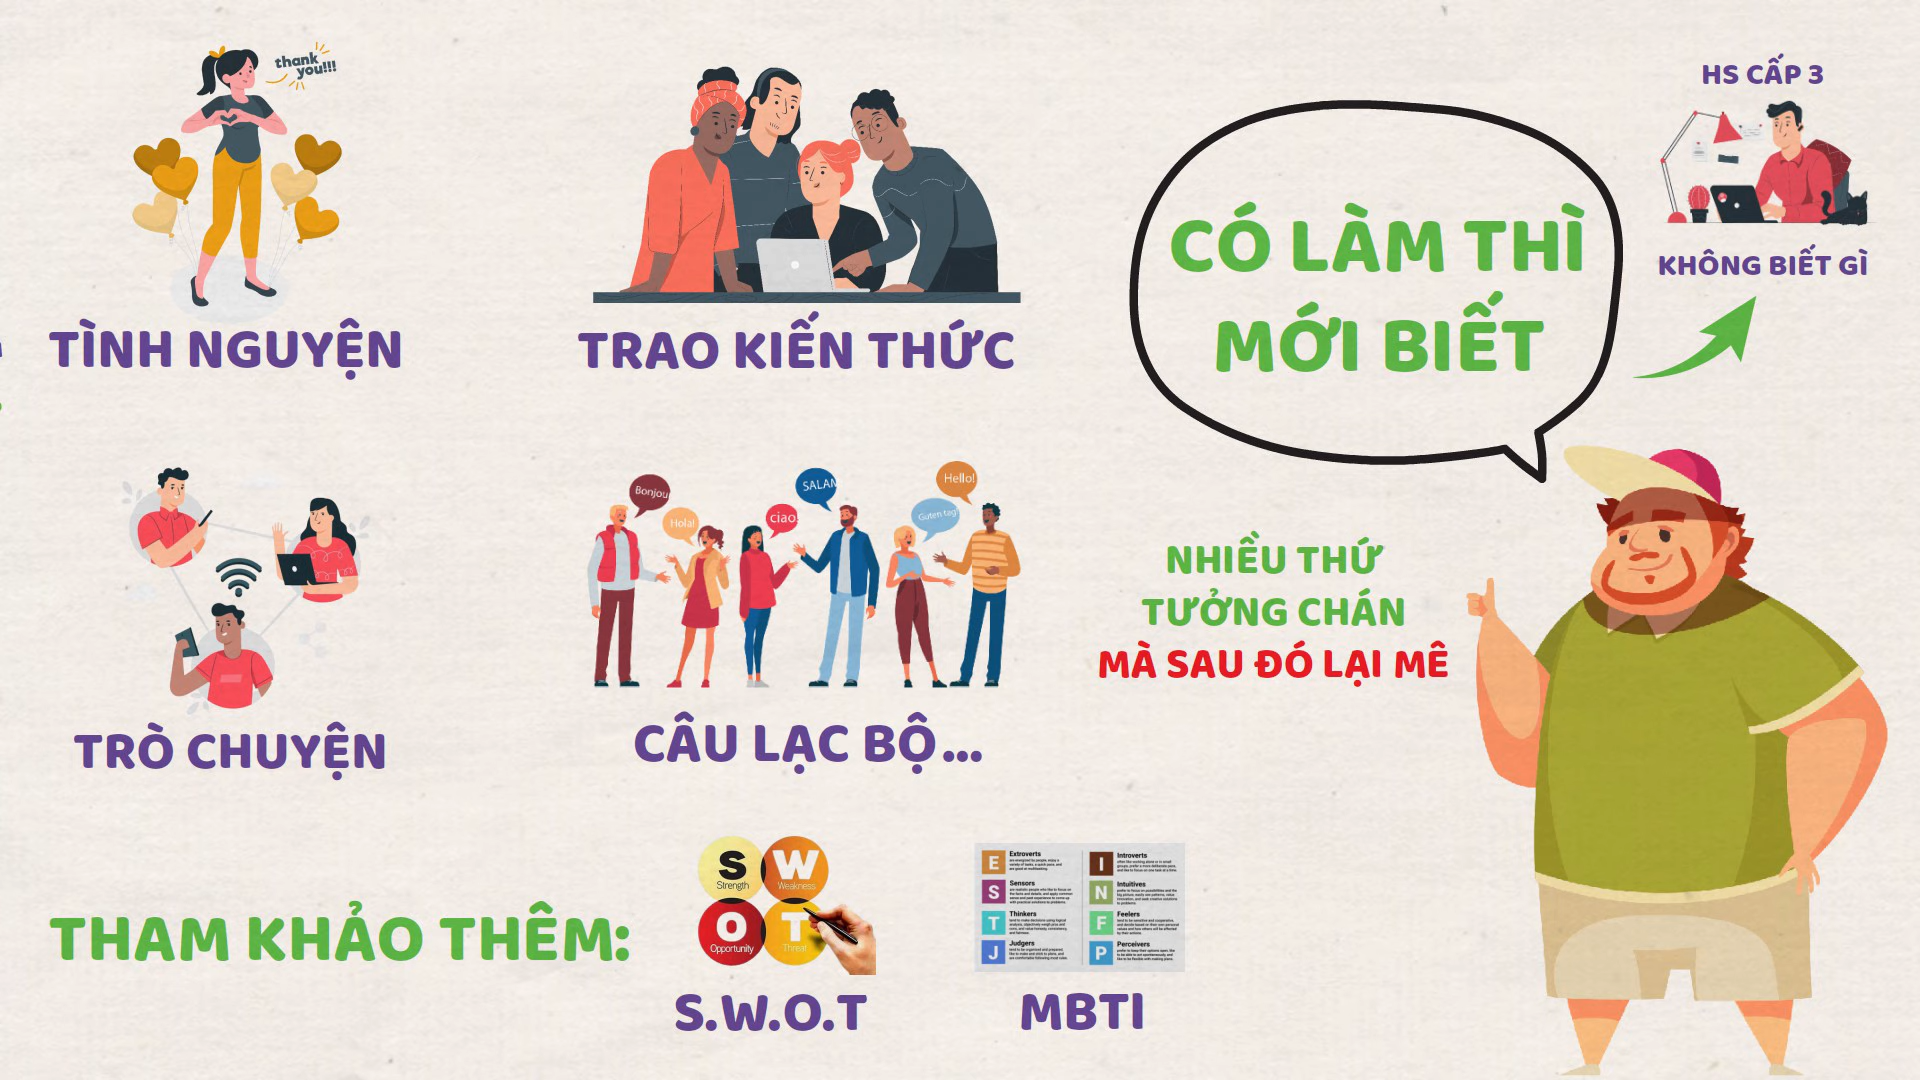 thank
you!!!
TÌNH NGUYỆN
TRAO KIẾN THỨC
CÓ LÀM THÌ
MỚI BIẾT
HS CẤP 3
KHÔNG BIẾT GÌ
Bonjou
Hola!
ciao!
SALAM
Guten tag
Hello!
TRÒ CHUYỆN
CÂU LẠC BỘ...
NHIỀU THỨ
TƯỞNG CHÁN
MÀ SAU ĐÓ LẠI MÊ
THAM KHẢO THÊM:
S
Strength
W
Weakness
O
Opportunity
T
Threat
S.W.O.T
E Extroverts
S Sensors
T Thinkers
J Judgers
I Introverts
N Intuitives
F Feelers
P Perceivers
MBTI